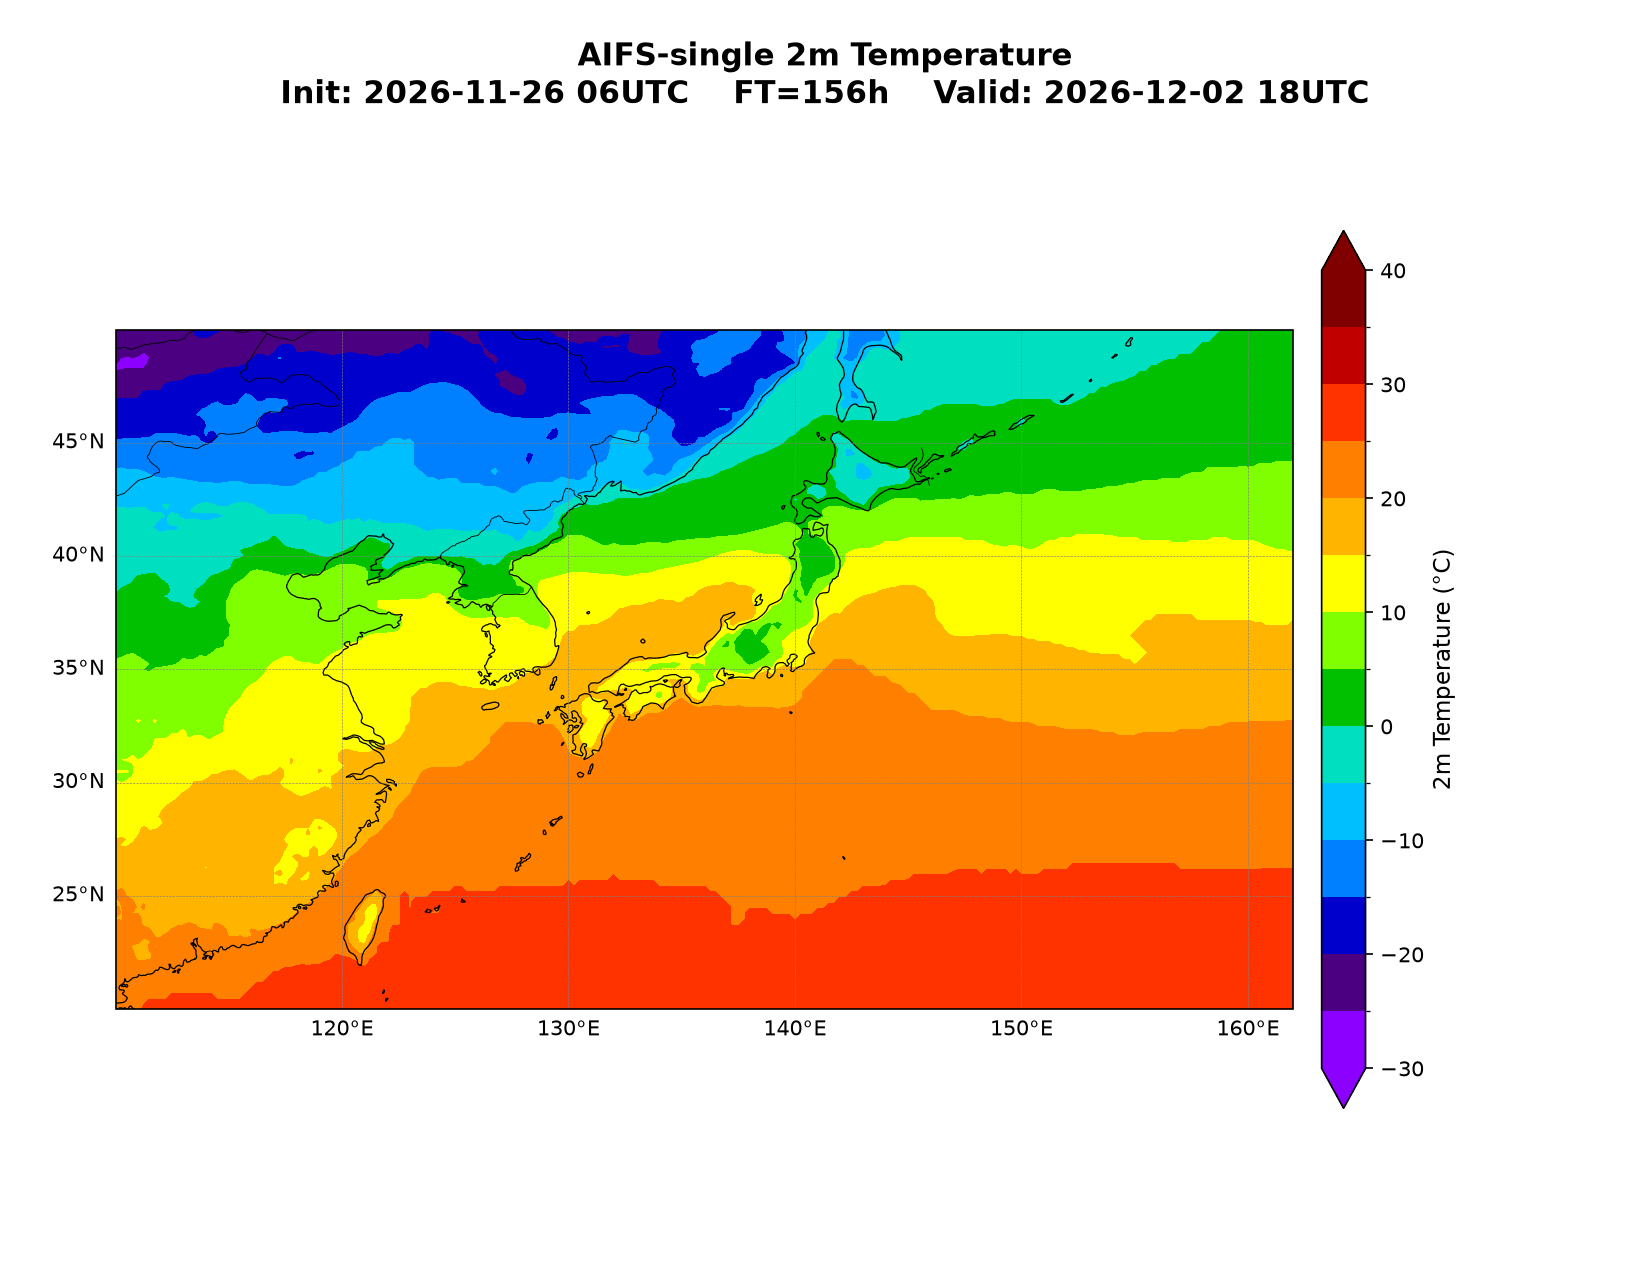 AIFS-single 2m Temperature
Init: 2026-11-26 06UTC    FT=156h    Valid: 2026-12-02 18UTC
45°N
40°N
35°N
30°N
25°N
120°E
130°E
140°E
150°E
160°E
40
30
20
10
0
−10
−20
−30
2m Temperature (°C)